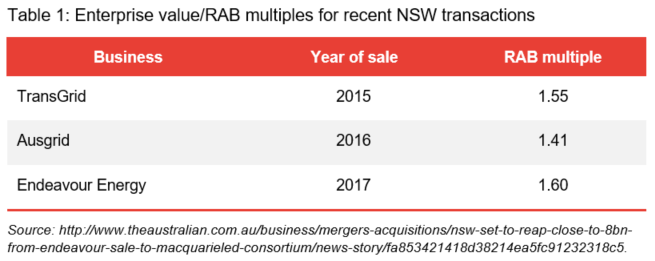 Table 1: Enterprise value/RAB multiples for recent NSW transactions
Business Year of sale RAB multiple
TransGrid 2015 1.55
Ausgrid 2016 1.41
Endeavour Energy 2017 1.60
Source: http://www.theaustralian.com.au/business/mergers-acquisitions/nsw-set-to-reap-close-to-8bn-
from-endeavour-sale-to-macquarieled-consortium/news-story/fa853421418d38214ea5fc91232318c5.